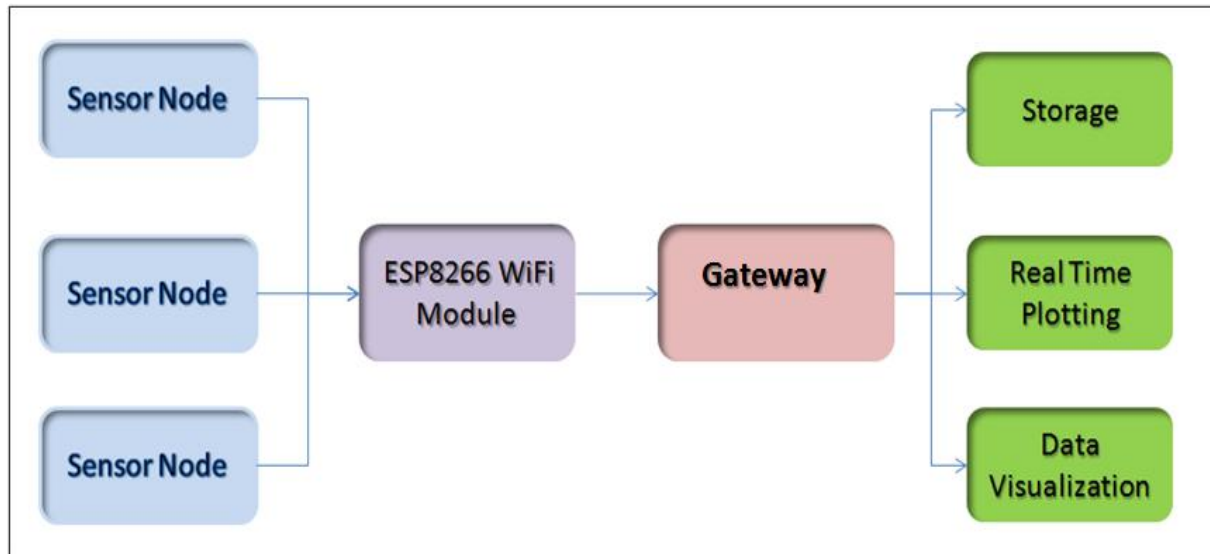 Sensor Node
Sensor Node
Sensor Node
ESP8266 WiFi
Module
Gateway
Storage
Real Time
Plotting
Data
Visualization